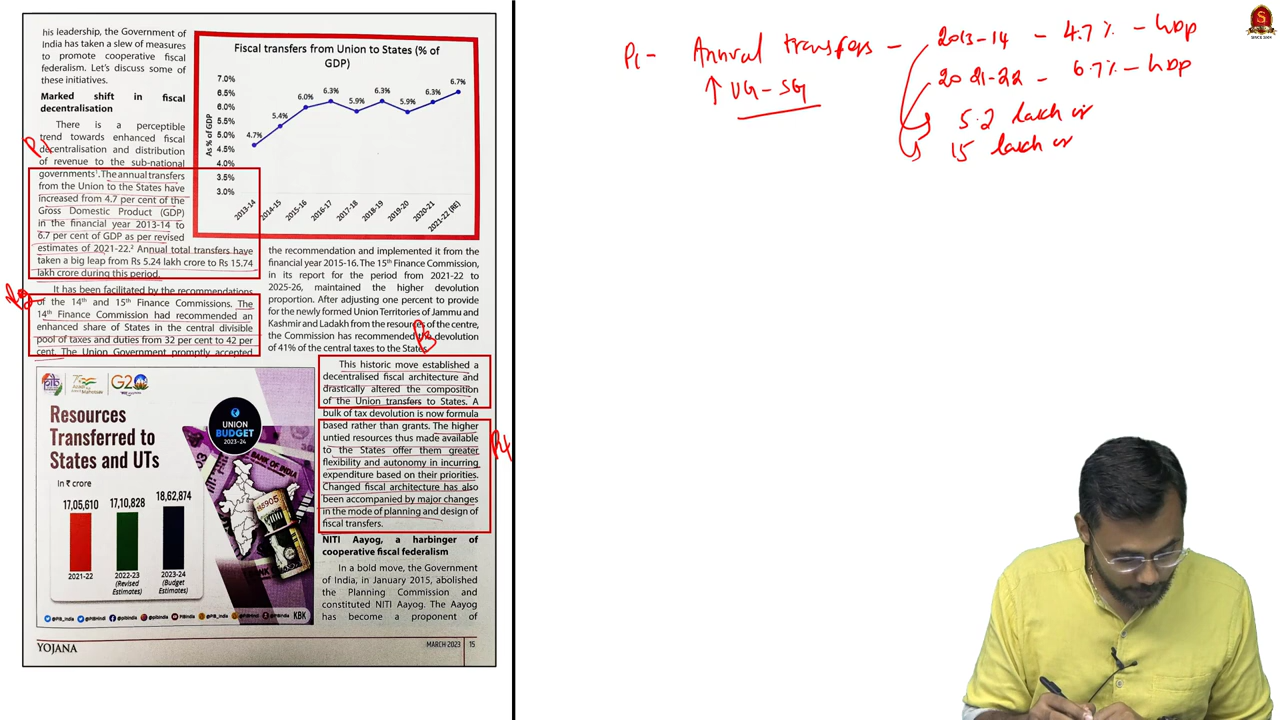 his leadership, the Government of
India has taken a slew of measures
to promote cooperative fiscal
federalism. Let's discuss some of
these initiatives.
Marked shift in fiscal
decentralisation
There is a perceptible
trend towards enhanced fiscal
decentralisation and distribution
of revenue to the sub-national
governments¹. The annual transfers
from the Union to the States have
increased from 4.7 per cent of the
Gross Domestic Product (GDP)
in the financial year 2013-14 to
6.7 per cent of GDP as per revised
estimates of 2021-22.² Annual total transfers have
taken a big leap from Rs 5.24 lakh crore to Rs 15.74
lakh crore during this period.
It has been facilitated by the recommendations
of the 14th and 15th Finance Commissions. The
14th Finance Commission had recommended an
enhanced share of States in the central divisible
pool of taxes and duties from 32 per cent to 42 per
cent. The Union Government promptly accepted
P1
P2
Fiscal transfers from Union to States (% of
GDP)
As % of GDP
7.0%
6.5%
6.0%
5.5%
5.0%
4.5%
4.0%
3.5%
3.0%
4.7%
5.4%
6.0%
6.3%
5.9%
6.3%
5.9%
6.3%
6.7%
2013-14
2014-15
2015-16
2016-17
2017-18
2018-19
2019-20
2020-21
2021-22 (RE)
the recommendation and implemented it from the
financial year 2015-16. The 15th Finance Commission,
in its report for the period from 2021-22 to
2025-26, maintained the higher devolution
proportion. After adjusting one percent to provide
for the newly formed Union Territories of Jammu and
Kashmir and Ladakh from the resources of the centre,
the Commission has recommended the devolution
of 41% of the central taxes to the States.
P3
This historic move established a
decentralised fiscal architecture and
drastically altered the composition
of the Union transfers to States. A
bulk of tax devolution is now formula
based rather than grants. The higher
untied resources thus made available
to the States offer them greater
flexibility and autonomy in incurring
expenditure based on their priorities.
Changed fiscal architecture has also
been accompanied by major changes
in the mode of planning and design of
fiscal transfers.
P4
NITI Aayog, a harbinger of
cooperative fiscal federalism
In a bold move, the Government
of India, in January 2015, abolished
the Planning Commission and
constituted NITI Aayog. The Aayog
has become a proponent of
G20
Resources
Transferred to
States and UTs
In ₹ crore
UNION
BUDGET
2023-24
17,05,610
17,10,828
18,62,874
2021-22
2022-23
(Revised
Estimates)
2023-24
(Budget
Estimates)
@PIB_India
@PIBHindi
@pibindia
@pibindia
PIBIndia
KBK
YOJANA
MARCH 2023 15
P1 - Annual transfers - 2013-14 - 4.7% - GDP
↑ UG - SG
2021-22 - 6.7% - GDP
5.2 lakh cr
15 lakh cr
S
SINCE 2004